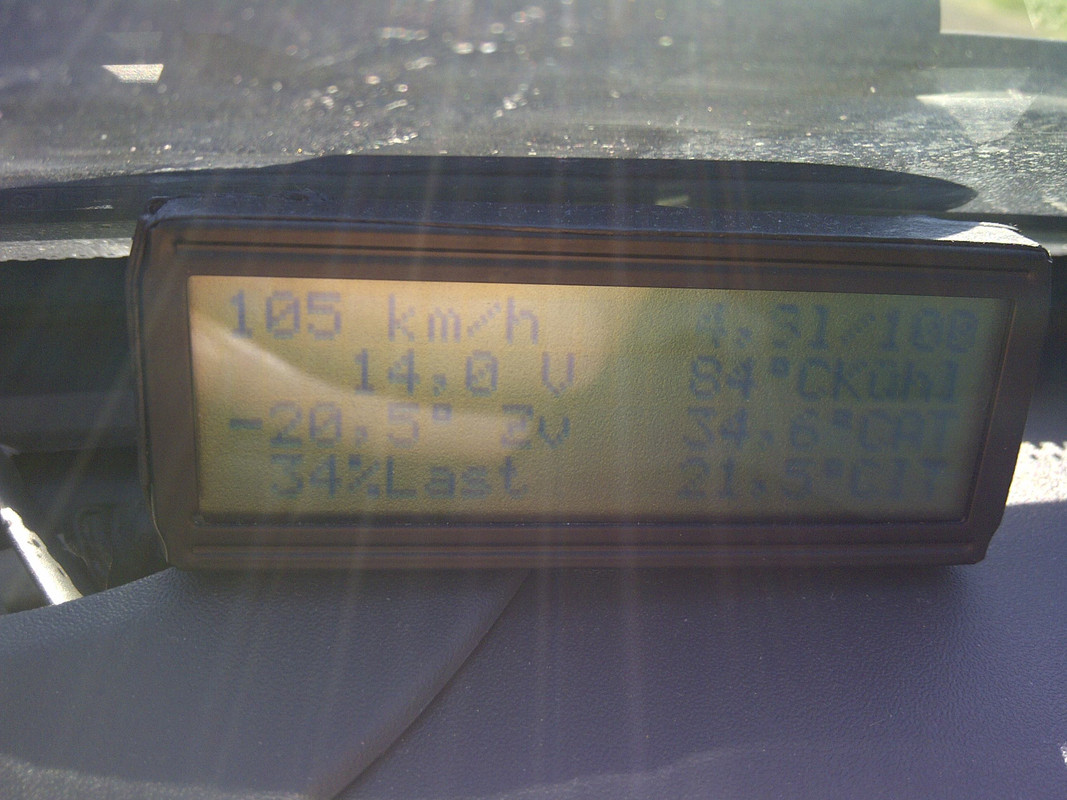 105 km/h 4,3l/100
14,0 V 84°CKühl
-20,5° Zv 34,6°CAT
34%Last 21,5°CIT